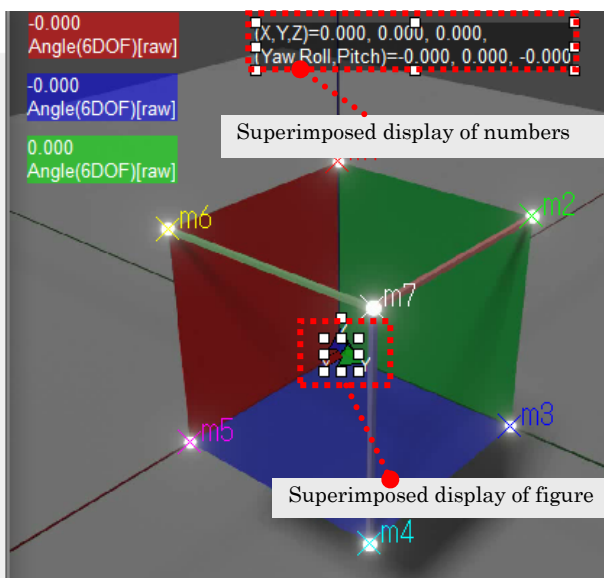 -0.000
Angle(6DOF)[raw]
(X,Y,Z)=0.000, 0.000, 0.000,
(Yaw Roll,Pitch)=-0.000, 0.000, -0.000
-0.000
Angle(6DOF)[raw]
Superimposed display of numbers
0.000
Angle(6DOF)[raw]
m6
m2
m7
Y
m5
m3
Superimposed display of figure
m4